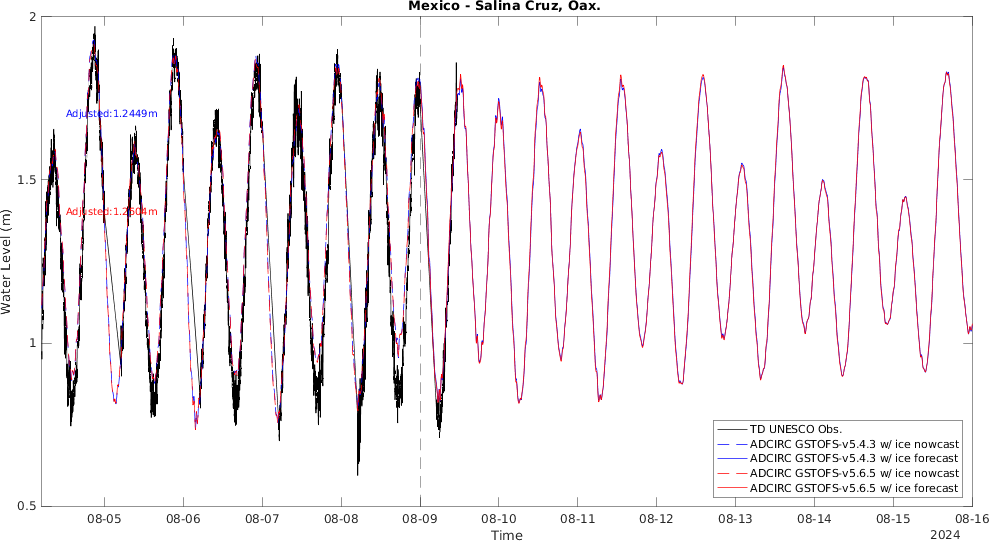 Mexico - Salina Cruz, Oax.
Water Level (m)
2
1.5
1
0.5
Adjusted:1.2449m
Adjusted:1.2604m
TD UNESCO Obs.
ADCIRC GSTOFS-v5.4.3 w/ ice nowcast
ADCIRC GSTOFS-v5.4.3 w/ ice forecast
ADCIRC GSTOFS-v5.6.5 w/ ice nowcast
ADCIRC GSTOFS-v5.6.5 w/ ice forecast
08-05 08-06 08-07 08-08 08-09 08-10 08-11 08-12 08-13 08-14 08-15 08-16
Time
2024